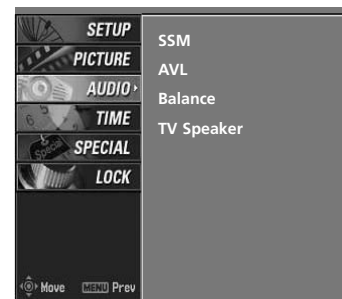 SETUP
PICTURE
AUDIO
TIME
SPECIAL
LOCK
SSM
AVL
Balance
TV Speaker
Move MENU Prev